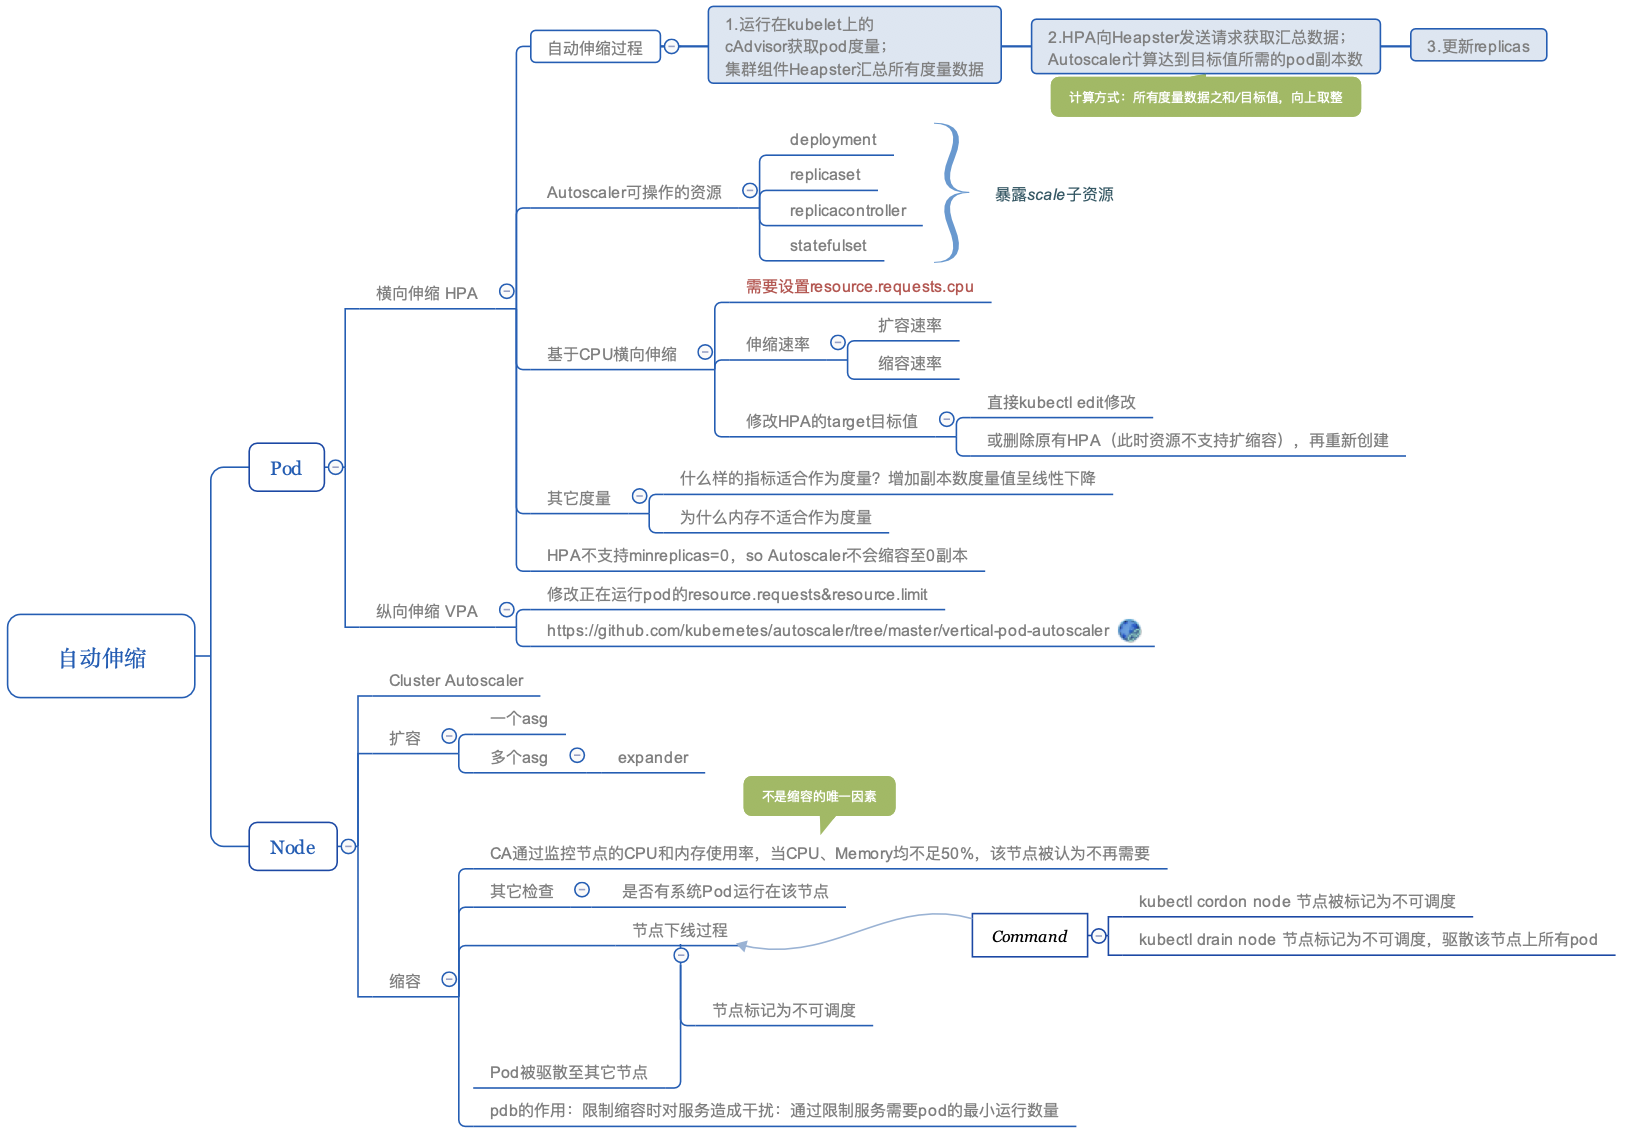 自动伸缩
Pod
横向伸缩 HPA
自动伸缩过程
1.运行在kubelet上的
cAdvisor获取pod度量；
集群组件Heapster汇总所有度量数据
2.HPA向Heapster发送请求获取汇总数据；
Autoscaler计算达到目标值所需的pod副本数
计算方式：所有度量数据之和/目标值，向上取整
3.更新replicas
Autoscaler可操作的资源
deployment
replicaset
replicacontroller
statefulset
暴露scale子资源
基于CPU横向伸缩
需要设置resource.requests.cpu
伸缩速率
扩容速率
缩容速率
修改HPA的target目标值
直接kubectl edit修改
或删除原有HPA（此时资源不支持扩缩容），再重新创建
其它度量
什么样的指标适合作为度量？增加副本数度量值呈线性下降
为什么内存不适合作为度量
HPA不支持minreplicas=0，so Autoscaler不会缩容至0副本
纵向伸缩 VPA
修改正在运行pod的resource.requests&resource.limit
https://github.com/kubernetes/autoscaler/tree/master/vertical-pod-autoscaler
Node
Cluster Autoscaler
扩容
一个asg
多个asg
expander
缩容
不是缩容的唯一因素
CA通过监控节点的CPU和内存使用率，当CPU、Memory均不足50%，该节点被认为不再需要
其它检查
是否有系统Pod运行在该节点
节点下线过程
Command
kubectl cordon node 节点被标记为不可调度
kubectl drain node 节点标记为不可调度，驱散该节点上所有pod
节点标记为不可调度
Pod被驱散至其它节点
pdb的作用：限制缩容时对服务造成干扰：通过限制服务需要pod的最小运行数量